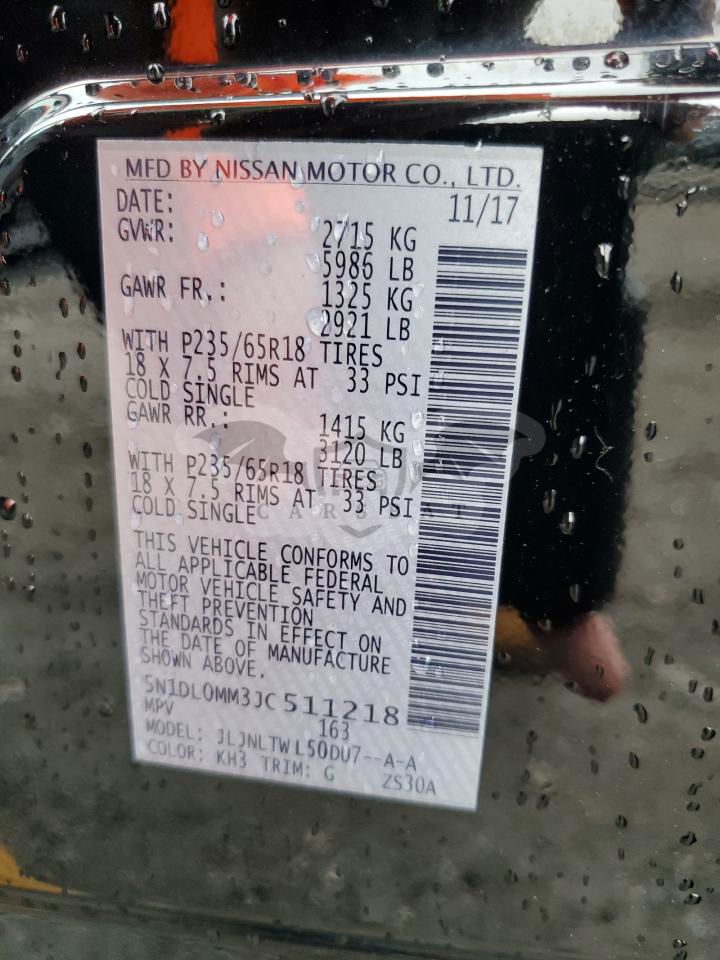 MFD BY NISSAN MOTOR CO., LTD.
DATE: 11/17
GVWR: 2715 KG
5986 LB
GAWR FR.: 1325 KG
2921 LB
WITH P235/65R18 TIRES
18 X 7.5 RIMS AT 33 PSI
COLD SINGLE
GAWR RR.: 1415 KG
3120 LB
WITH P235/65R18 TIRES
18 X 7.5 RIMS AT 33 PSI
COLD SINGLE
THIS VEHICLE CONFORMS TO
ALL APPLICABLE FEDERAL
MOTOR VEHICLE SAFETY AND
THEFT PREVENTION
STANDARDS IN EFFECT ON
THE DATE OF MANUFACTURE
SHOWN ABOVE.
5N1DL0MM3JC511218
MPV 163
MODEL: JLJNLTWL50DU7--A-A
COLOR: KH3 TRIM: G ZS30A